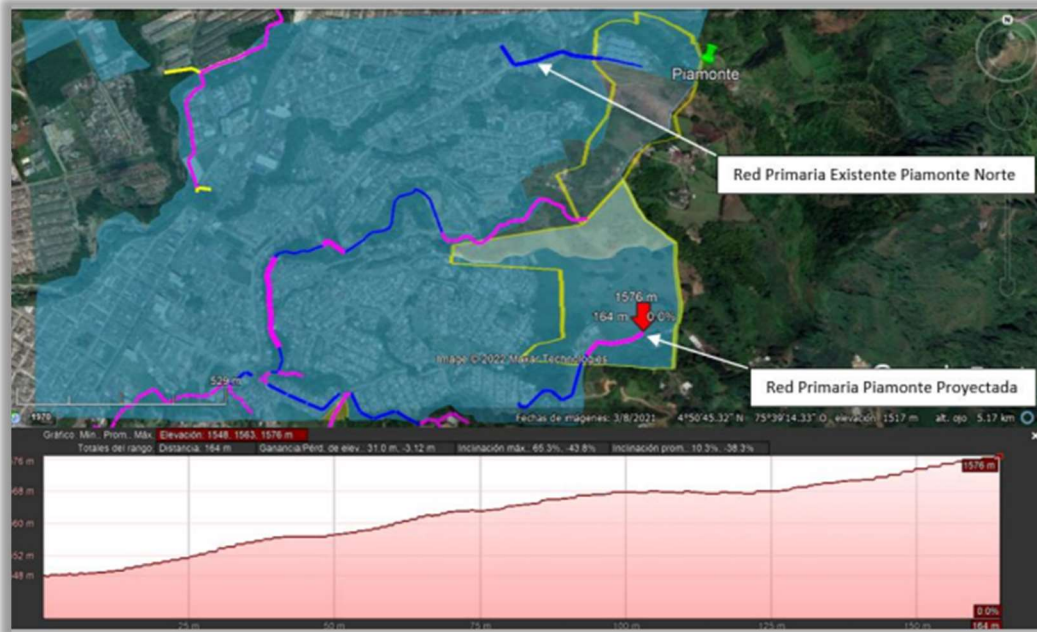 N
Piamonte
Red Primaria Existente Piamonte Norte
1576 m
164 m 0.0%
Image © 2022 Maxar Technologies
Red Primaria Piamonte Proyectada
529 m
1970
Fechas de imágenes: 3/8/2021 4°50'45.32" N 75°39'14.33" O elevación 1517 m alt. ojo 5.17 km
Gráfico: Mín., Prom., Máx. Elevación: 1548, 1563, 1576 m
Totales del rango: Distancia: 164 m Ganancia/Pérd. de elev.: 31.0 m, -3.12 m Inclinación máx.: 65.3%, -43.8% Inclinación prom.: 10.3%, -38.3%
76 m
1576 m
68 m
60 m
52 m
48 m
0.0%
25 m 50 m 75 m 100 m 125 m 150 m 164 m